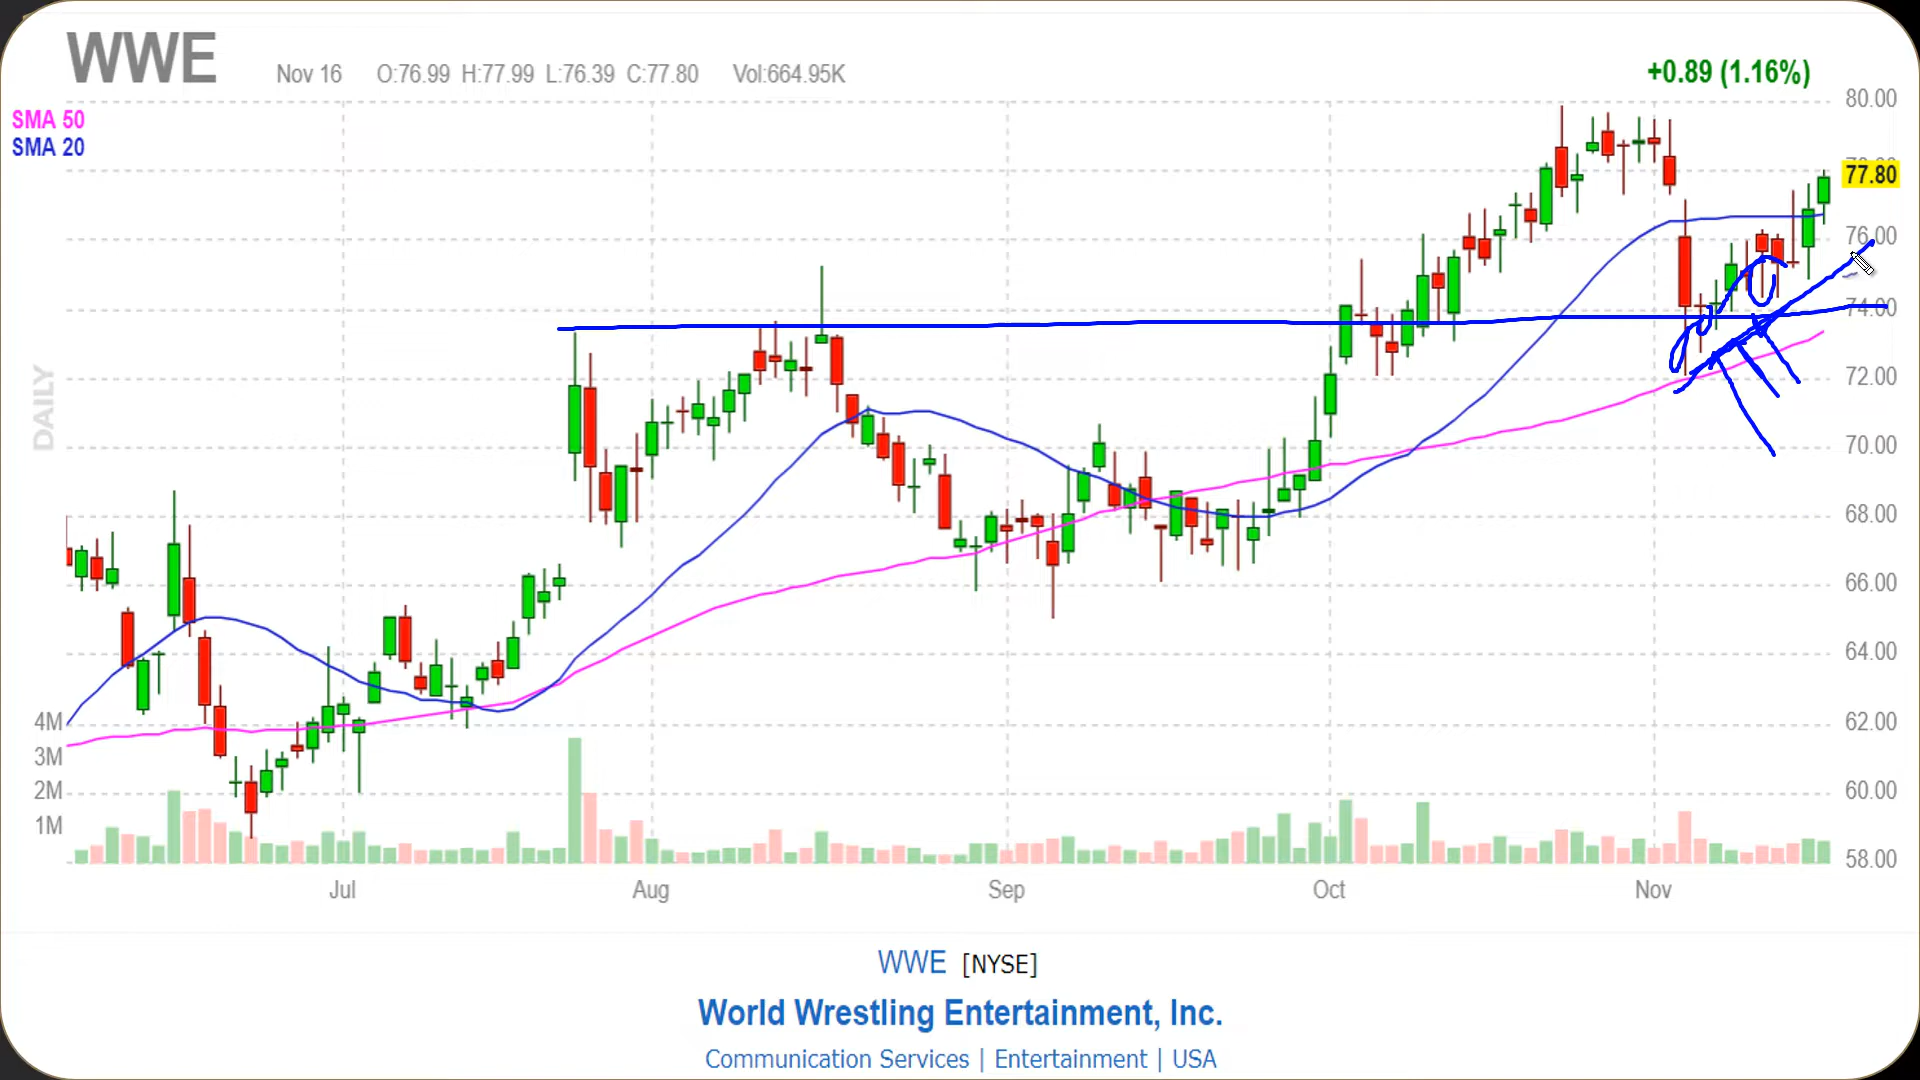 WWE
Nov 16 O:76.99 H:77.99 L:76.39 C:77.80 Vol:664.95K
+0.89 (1.16%)
SMA 50
SMA 20
80.00
77.80
76.00
74.00
72.00
70.00
68.00
66.00
64.00
62.00
60.00
58.00
DAILY
4M
3M
2M
1M
Jul Aug Sep Oct Nov
WWE [NYSE]
World Wrestling Entertainment, Inc.
Communication Services | Entertainment | USA